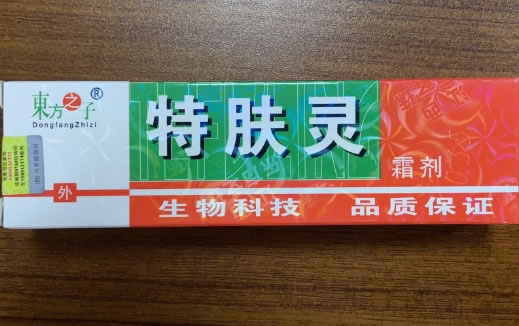 東方之子®
DongfangZhizi
特肤灵
霜剂
外
生物科技 品质保证